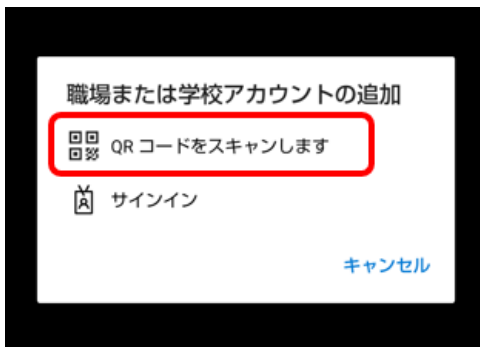 職場または学校アカウントの追加
QR コードをスキャンします
サインイン
キャンセル